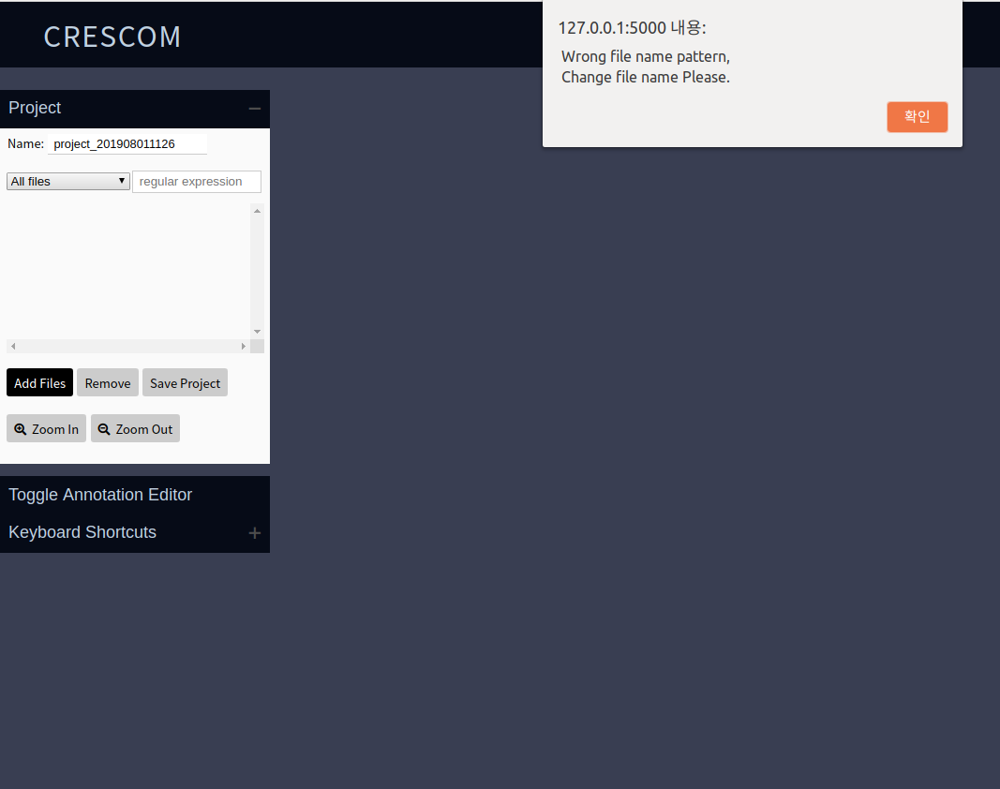 CRESCOM
127.0.0.1:5000 내용:
Wrong file name pattern,
Change file name Please.
확인
Project
Name: project_201908011126
All files regular expression
Add Files Remove Save Project
Zoom In Zoom Out
Toggle Annotation Editor
Keyboard Shortcuts